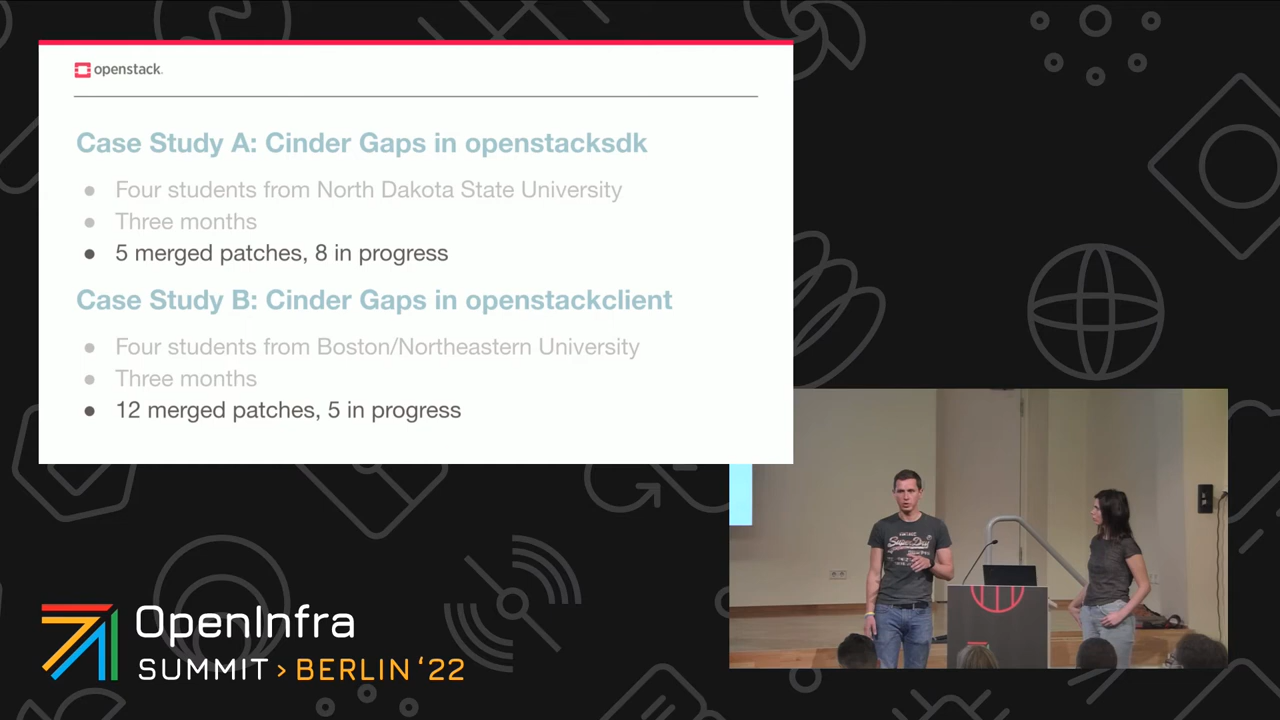 openstack.
Case Study A: Cinder Gaps in openstacksdk
● Four students from North Dakota State University
● Three months
● 5 merged patches, 8 in progress
Case Study B: Cinder Gaps in openstackclient
● Four students from Boston/Northeastern University
● Three months
● 12 merged patches, 5 in progress
OpenInfra
SUMMIT > BERLIN ‘22